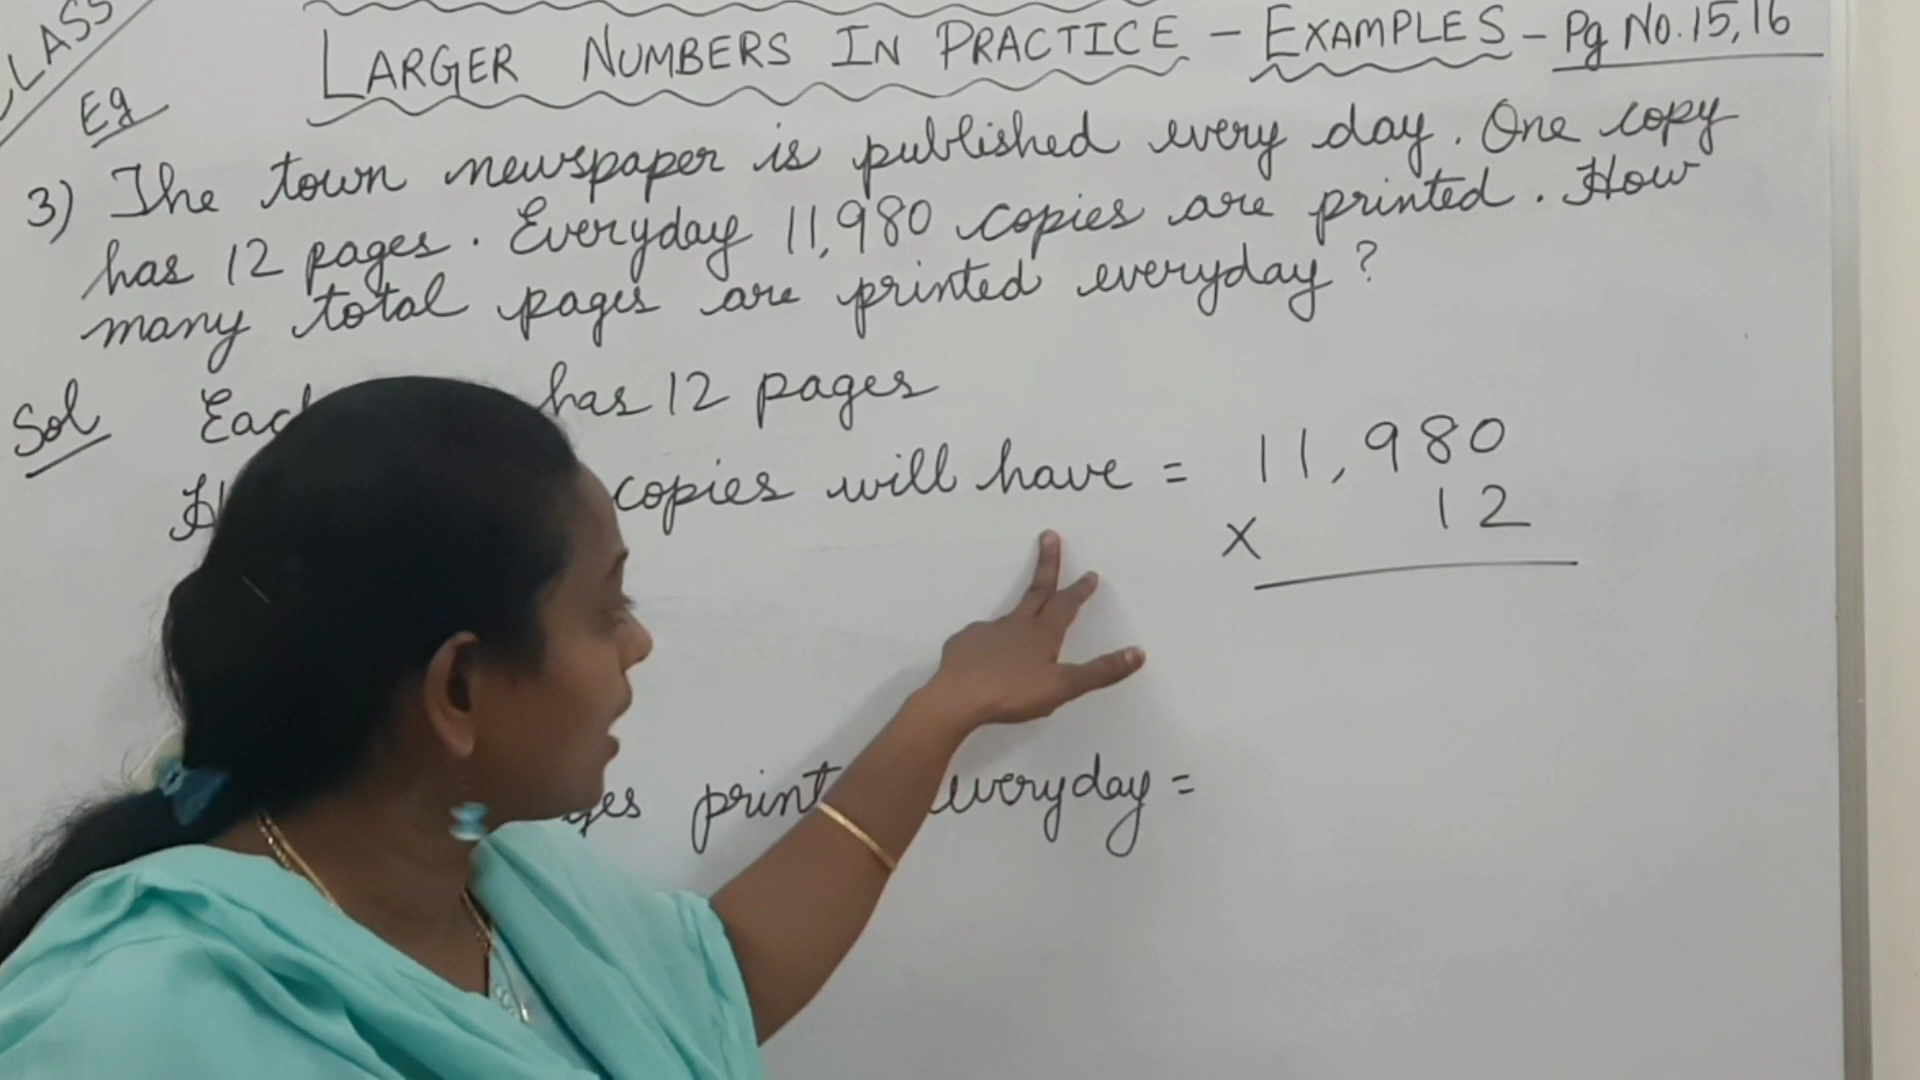 CLASS
LARGER NUMBERS IN PRACTICE - EXAMPLES - Pg No. 15, 16
Eg
3) The town newspaper is published every day. One copy
has 12 pages. Everyday 11,980 copies are printed. How
many total pages are printed everyday?
Sol has 12 pages
copies will have = 11,980
x 12
everyday =